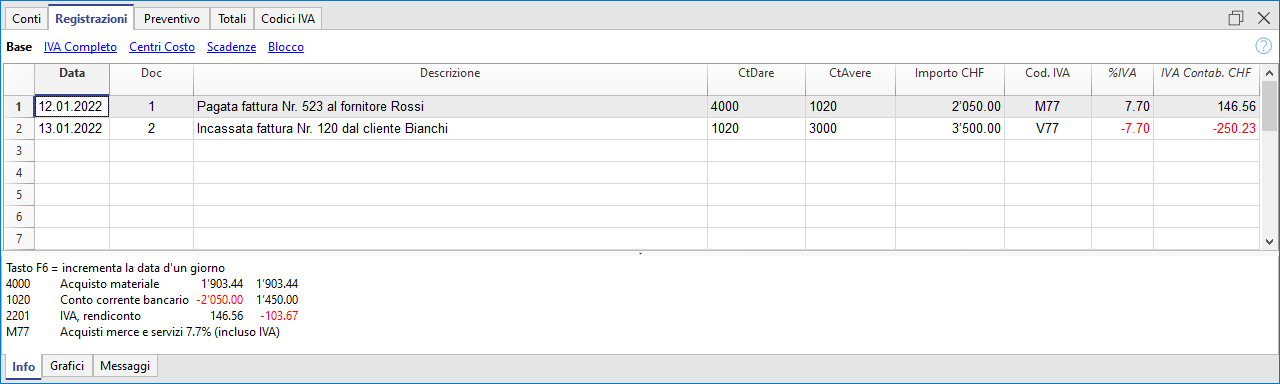 Conti Registrazioni Preventivo Totali Codici IVA
Base IVA Completo Centri Costo Scadenze Blocco ?
Data Doc Descrizione CtDare CtAvere Importo CHF Cod. IVA %IVA IVA Contab. CHF
1 12.01.2022 1 Pagata fattura Nr. 523 al fornitore Rossi 4000 1020 2'050.00 M77 7.70 146.56
2 13.01.2022 2 Incassata fattura Nr. 120 dal cliente Bianchi 1020 3000 3'500.00 V77 -7.70 -250.23
3
4
5
6
7
Tasto F6 = incrementa la data d'un giorno
4000 Acquisto materiale 1'903.44 1'903.44
1020 Conto corrente bancario -2'050.00 1'450.00
2201 IVA, rendiconto 146.56 -103.67
M77 Acquisti merce e servizi 7.7% (incluso IVA)
Info Grafici Messaggi